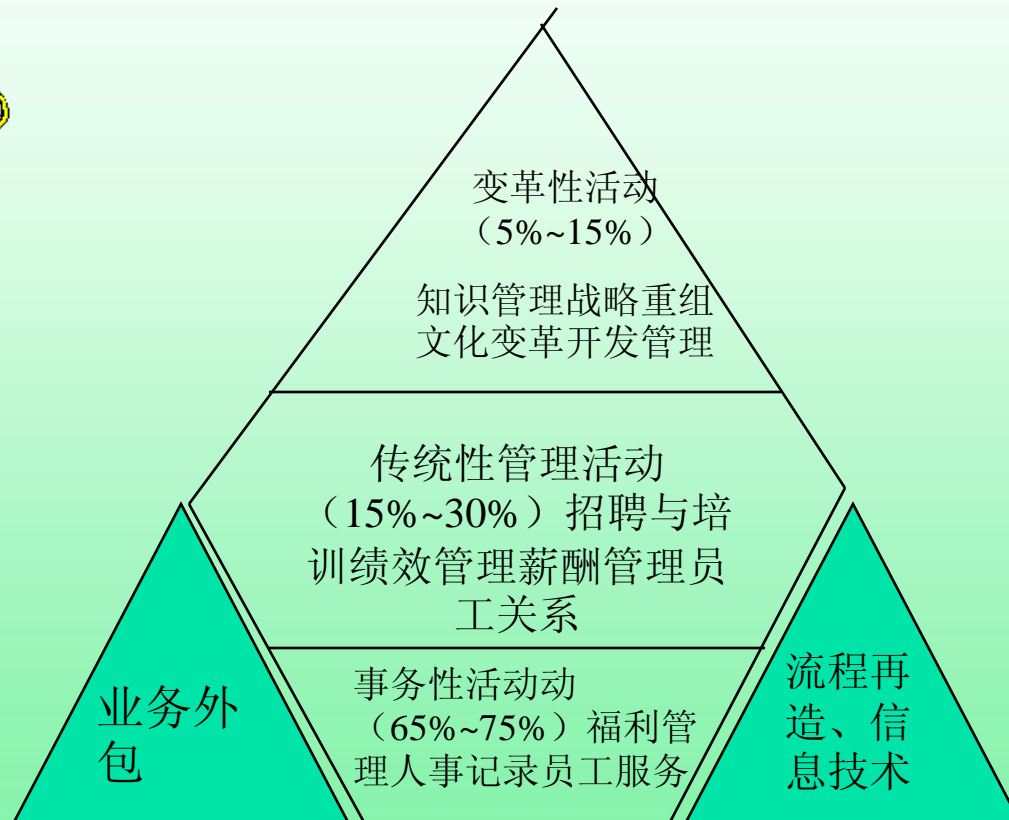 变革性活动
（5%~15%）
知识管理战略重组
文化变革开发管理
传统性管理活动
（15%~30%）招聘与培
训绩效管理薪酬管理员
工关系
事务性活动动
（65%~75%）福利管
理人事记录员工服务
业务外
包
流程再
造、信
息技术